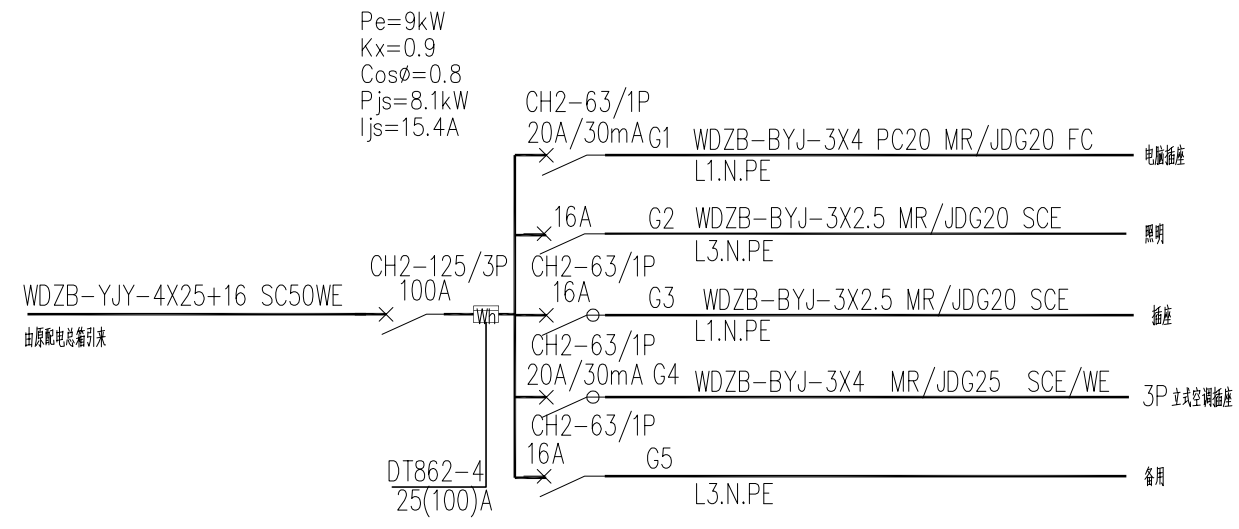 Pe=9kW
Kx=0.9
Cosø=0.8
Pjs=8.1kW
Ijs=15.4A
CH2-63/1P
20A/30mA G1 WDZB-BYJ-3X4 PC20 MR/JDG20 FC
L1.N.PE
电脑插座
16A G2 WDZB-BYJ-3X2.5 MR/JDG20 SCE
L3.N.PE
照明
CH2-63/1P
CH2-125/3P
100A
WDZB-YJY-4X25+16 SC50WE
由原配电总箱引来
Wh
16A G3 WDZB-BYJ-3X2.5 MR/JDG20 SCE
L1.N.PE
插座
CH2-63/1P
20A/30mA G4 WDZB-BYJ-3X4 MR/JDG25 SCE/WE
3P 立式空调插座
CH2-63/1P
16A G5
L3.N.PE
备用
DT862-4
25(100)A